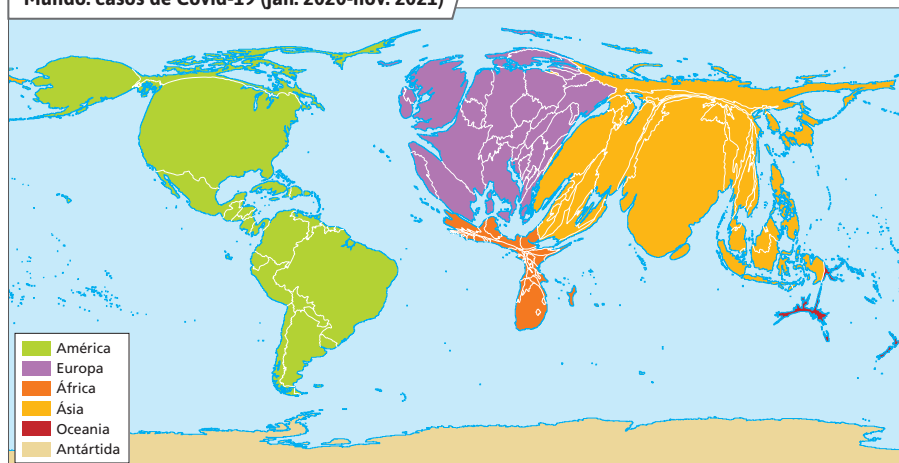 Mundo: casos de Covid-19 (jan. 2020-nov. 2021)
América
Europa
África
Ásia
Oceania
Antártida